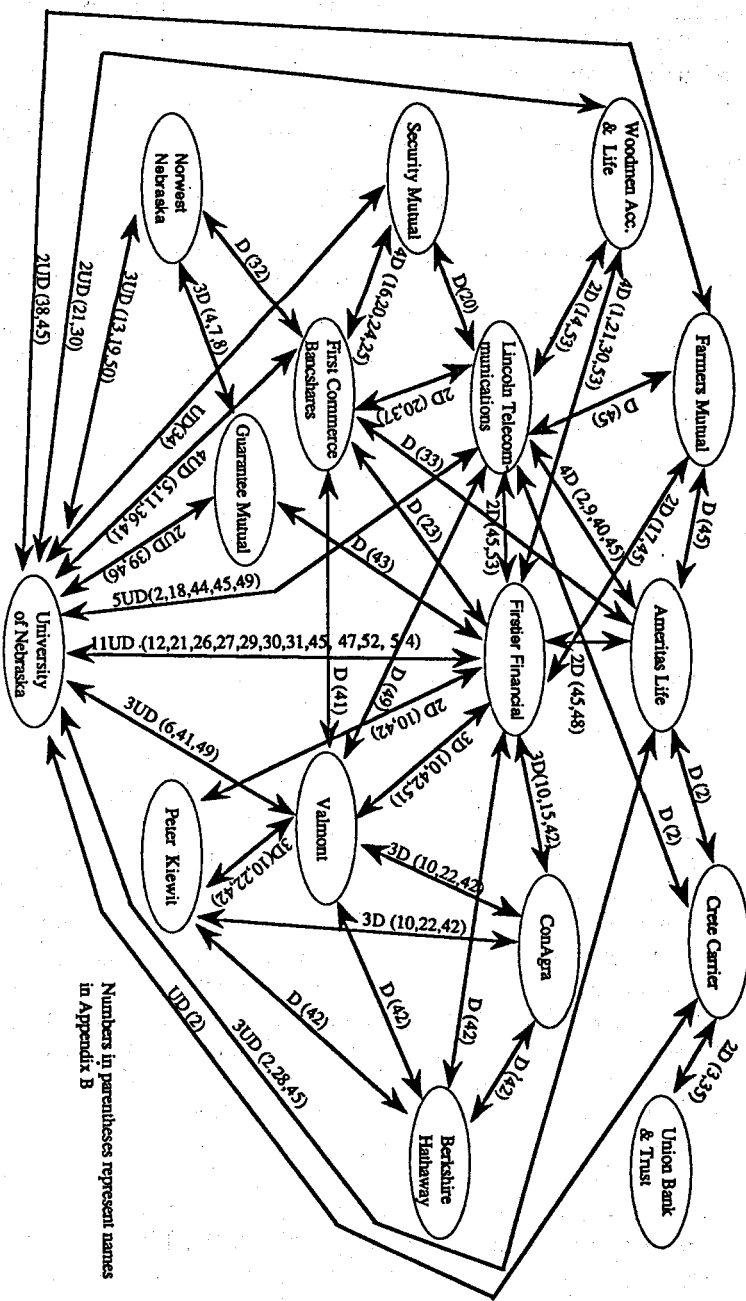 Woodmen Acc.
& Life
Farmers Mutual
Ameritas Life
Crete Carrier
Union Bank
& Trust
Security Mutual
Lincoln Telecom
munications
Firstier Financial
ConAgra
Berkshire
Hathaway
Norwest
Nebraska
First Commerce
Bancshares
Guarantee Mutual
Valmont
Peter Kiewit
University
of Nebraska
D (45)
D (45)
D (2)
D (2)
2D (3,35)
2D (14,53)
4D (1,21,30,53)
2D (17,45)
4D (2,9,40,45)
2D (45,48)
D(20)
4D (16,20,24,25)
2D (20,37)
2D (45,53)
D (33)
D (23)
D (32)
3D (4,7,8)
D (43)
D (41)
D (49)
2D (10,42)
3D (10,42,51)
3D(10,15,42)
3D (10,22,42)
3D(10,22,42)
3D (10,22,42)
D (42)
D (42)
D (42)
D (42)
2UD (38,45)
2UD (21,30)
3UD (13,19,50)
UD(34)
4UD (5,11,36,41)
2UD (39,46)
5UD(2,18,44,45,49)
11UD (12,21,26,27,29,30,31,45, 47,52, 54)
3UD (6,41,49)
3UD (2,28,45)
UD (2)
Numbers in parentheses represent names
in Appendix B